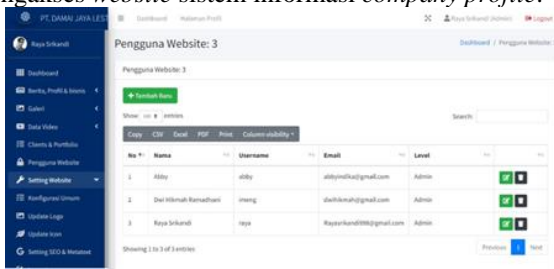 ngakses website sistem informasi company profile.
PT. DAMAI JAYA LEST
Dashboard Halaman Profil
Raya Srikandi (Admin) Logout
Raya Srikandi
Pengguna Website: 3
Dashboard / Pengguna Website:
Dashboard
Berita, Profil & bisnis
Galeri
Data Video
Clients & Portfolio
Pengguna Website
Setting Website
Konfigurasi Umum
Update Logo
Update Icon
Setting SEO & Metatext
Pengguna Website: 3
+ Tambah Baru
Show entries
Search:
Copy CSV Excel PDF Print Column visibility
No Nama Username Email Level
1 Abby abby abbyindika@gmail.com Admin
2 Dwi Hikmah Ramadhani imeng dwihikmah@gmail.com Admin
3 Raya Srikandi raya Admin
Showing 1 to 3 of 3 entries
Previous 1 Next